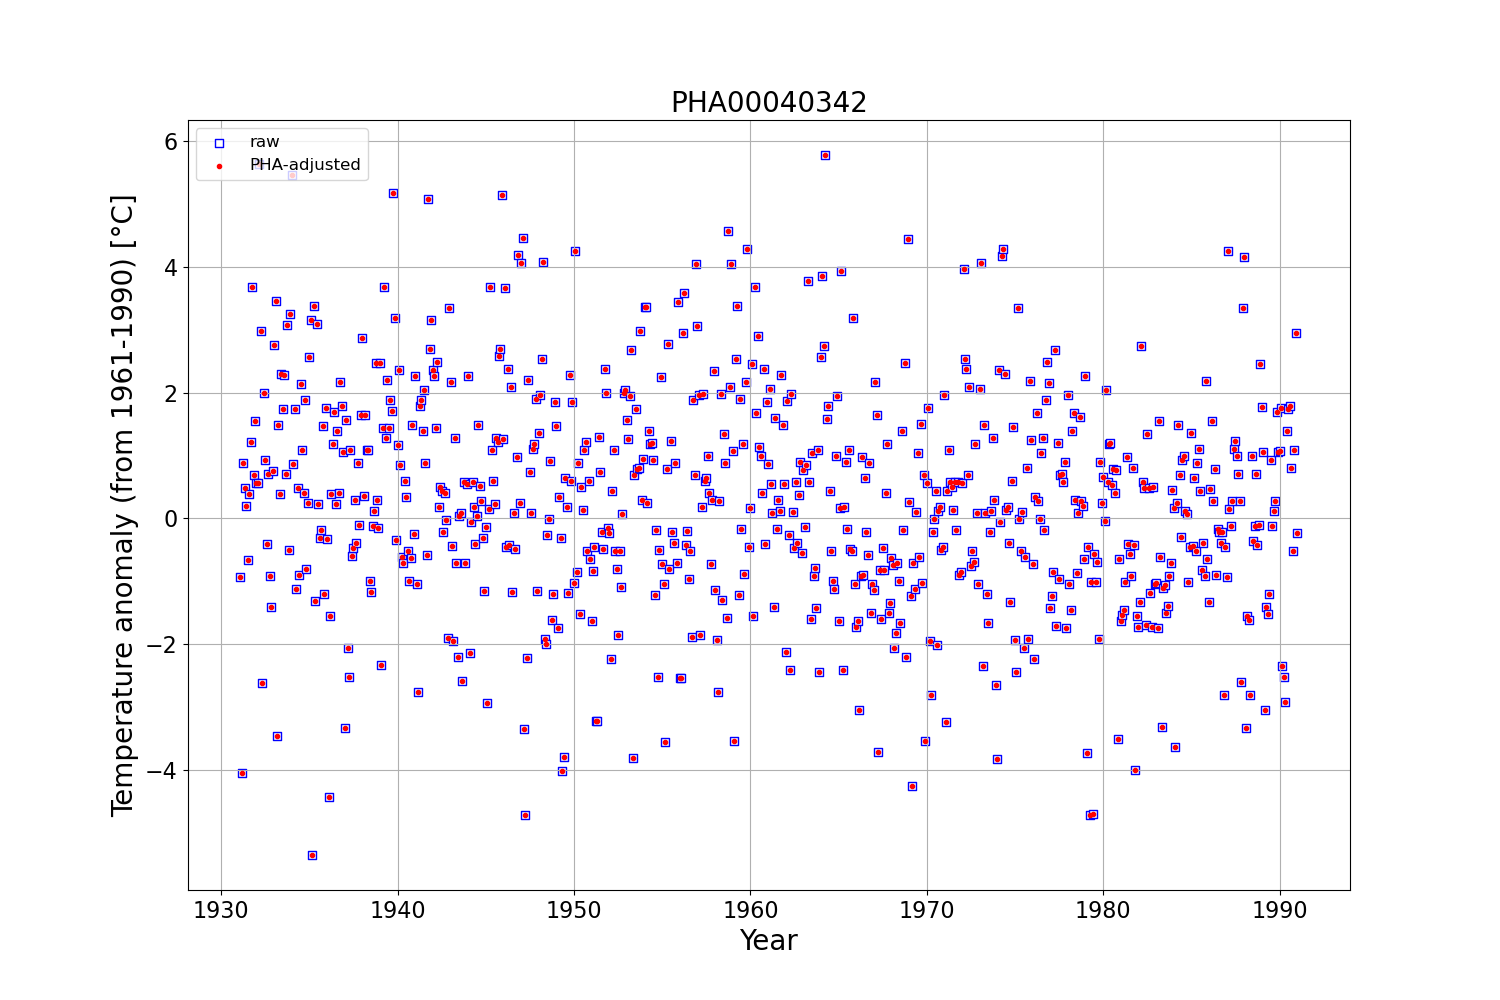 PHA00040342
raw
PHA-adjusted
6
4
2
0
−2
−4
Temperature anomaly (from 1961-1990) [°C]
1930
1940
1950
1960
1970
1980
1990
Year